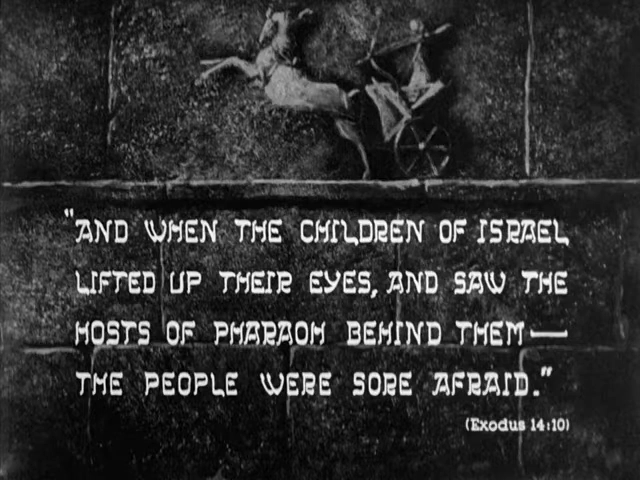 "AND WHEN THE CHILDREN OF ISRAEL
LIFTED UP THEIR EYES, AND SAW THE
HOSTS OF PHARAOH BEHIND THEM—
THE PEOPLE WERE SORE AFRAID."
(Exodus 14:10)